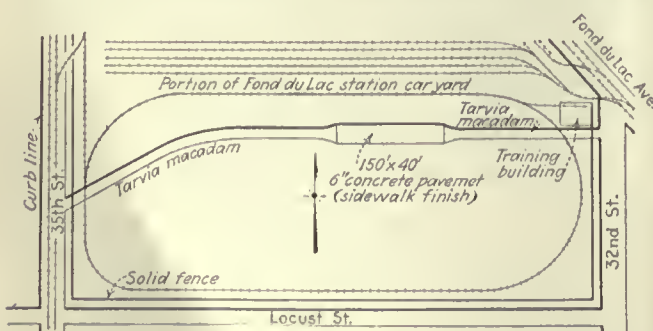 Fond du Lac Ave
Portion of Fond du Lac station car yard
Tarvia
macadam
Curb line
35th St.
Tarvia macadam
150'x40'
6" concrete pavemet
(sidewalk finish)
Training
building
32nd St.
Solid fence
Locust St.